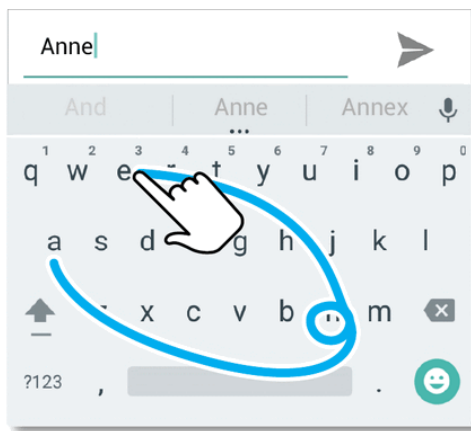 Anne
And Anne Annex
1 2 3 4 5 6 7 8 9 0
q w e t y u i o p
a s d g h j k l
x c v b m
?123 , .